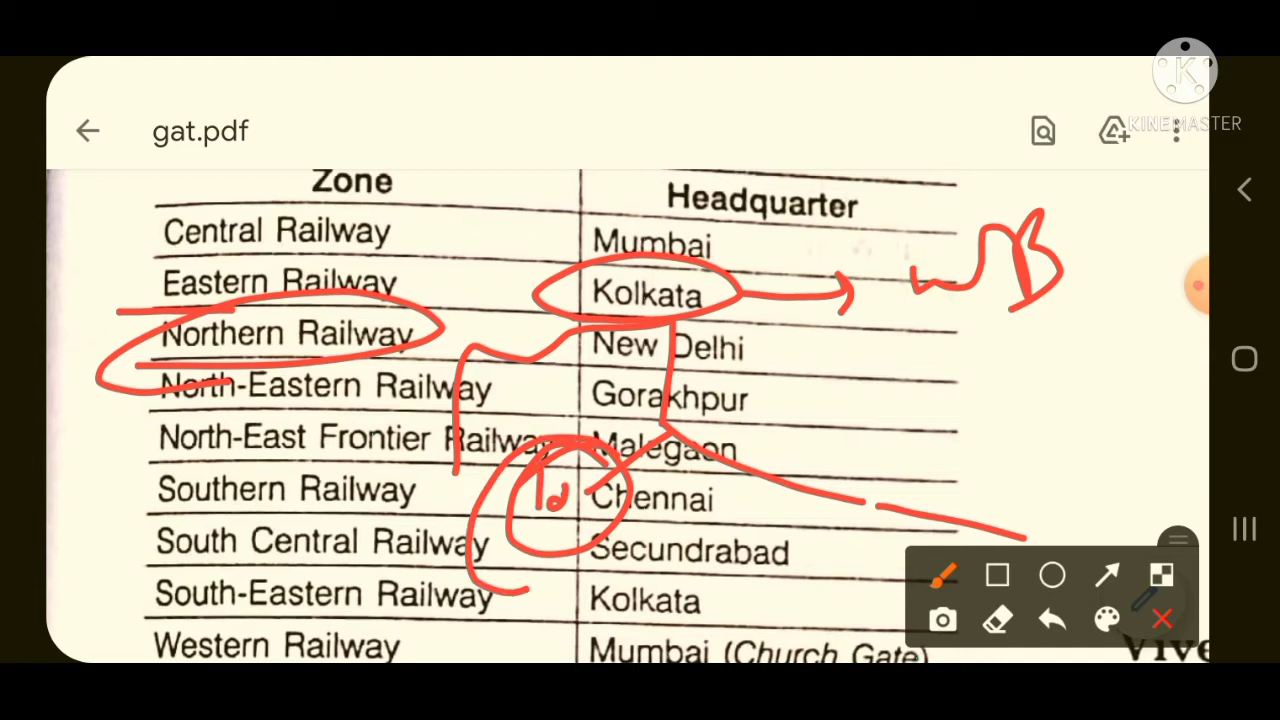 K
KINEMASTER
gat.pdf
Zone Headquarter
Central Railway Mumbai
Eastern Railway Kolkata WB
Northern Railway New Delhi
North-Eastern Railway Gorakhpur
North-East Frontier Railway Malegaon
Southern Railway Chennai
South Central Railway Secundrabad
South-Eastern Railway Kolkata
Western Railway Mumbai (Church Gate)